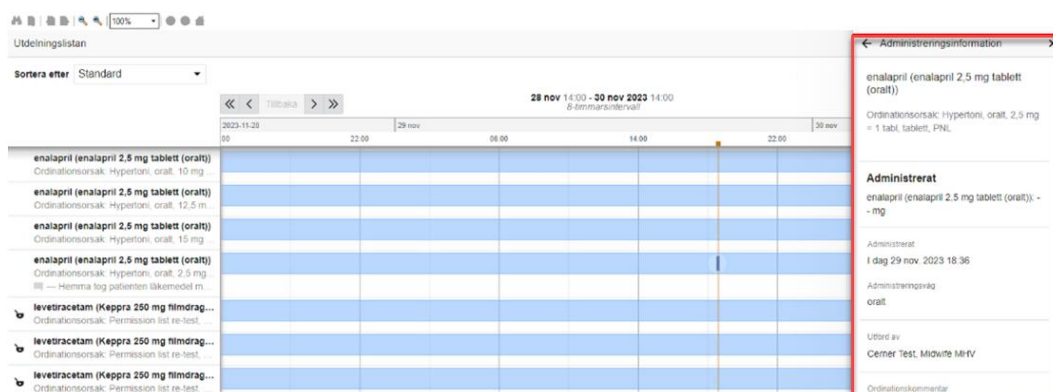 100%
Utdelningslistan
Sortera efter Standard
Tillbaka
28 nov 14:00 - 30 nov 2023 14:00
8-timmarsintervall
2023-11-28 29 nov 30 nov
00 22:00 06:00 14:00 22:00
enalapril (enalapril 2,5 mg tablett (oralt))
Ordinationsorsak: Hypertoni, oralt, 10 mg ...
enalapril (enalapril 2,5 mg tablett (oralt))
Ordinationsorsak: Hypertoni, oralt, 12,5 m...
enalapril (enalapril 2,5 mg tablett (oralt))
Ordinationsorsak: Hypertoni, oralt, 15 mg ...
enalapril (enalapril 2,5 mg tablett (oralt))
Ordinationsorsak: Hypertoni, oralt, 2,5 mg...
— Hemma tog patienten läkemedel m...
levetiracetam (Keppra 250 mg filmdrag...
Ordinationsorsak: Permission list re-test, ...
levetiracetam (Keppra 250 mg filmdrag...
Ordinationsorsak: Permission list re-test, ...
levetiracetam (Keppra 250 mg filmdrag...
Ordinationsorsak: Permission list re-test, ...
Administreringsinformation
enalapril (enalapril 2,5 mg tablett
(oralt))
Ordinationsorsak: Hypertoni, oralt, 2,5 mg
= 1 tabl, tablett, PNL
Administrerat
enalapril (enalapril 2,5 mg tablett (oralt)): -
- mg
Administrerat
I dag 29 nov. 2023 18:36
Administreringsväg
oralt
Utförd av
Cerner Test, Midwife MHV
Ordinationskommentar